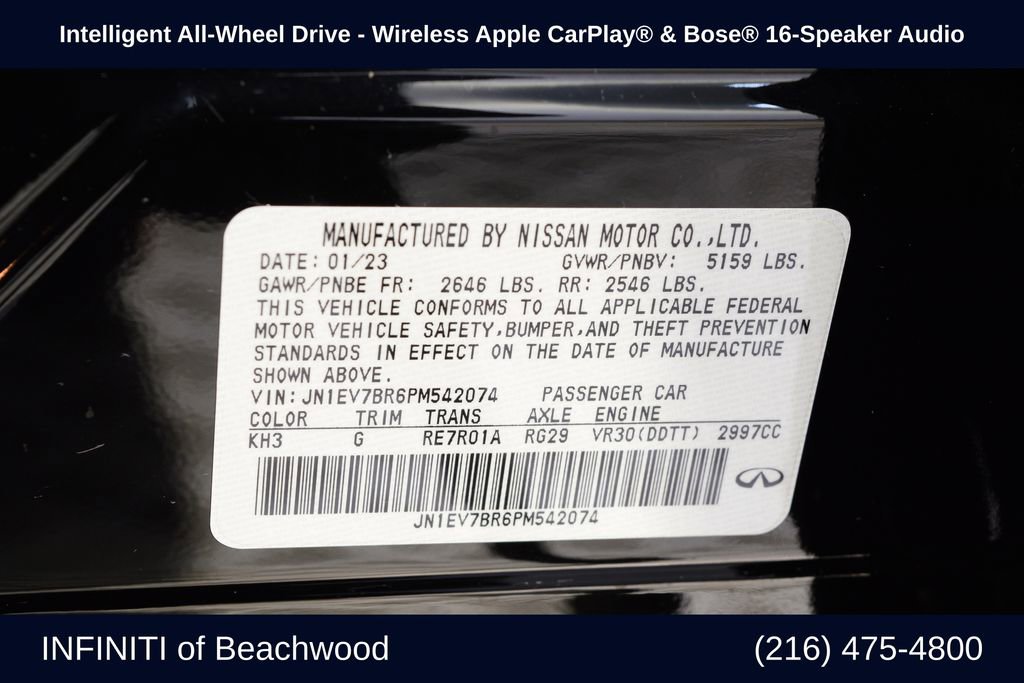 Intelligent All-Wheel Drive - Wireless Apple CarPlay® & Bose® 16-Speaker Audio
MANUFACTURED BY NISSAN MOTOR CO.,LTD.
DATE: 01/23 GVWR/PNBV: 5159 LBS.
GAWR/PNBE FR: 2646 LBS. RR: 2546 LBS.
THIS VEHICLE CONFORMS TO ALL APPLICABLE FEDERAL
MOTOR VEHICLE SAFETY,BUMPER,AND THEFT PREVENTION
STANDARDS IN EFFECT ON THE DATE OF MANUFACTURE
SHOWN ABOVE.
VIN:JN1EV7BR6PM542074 PASSENGER CAR
COLOR TRIM TRANS AXLE ENGINE
KH3 G RE7R01A RG29 VR30(DDTT) 2997CC
JN1EV7BR6PM542074
INFINITI of Beachwood (216) 475-4800